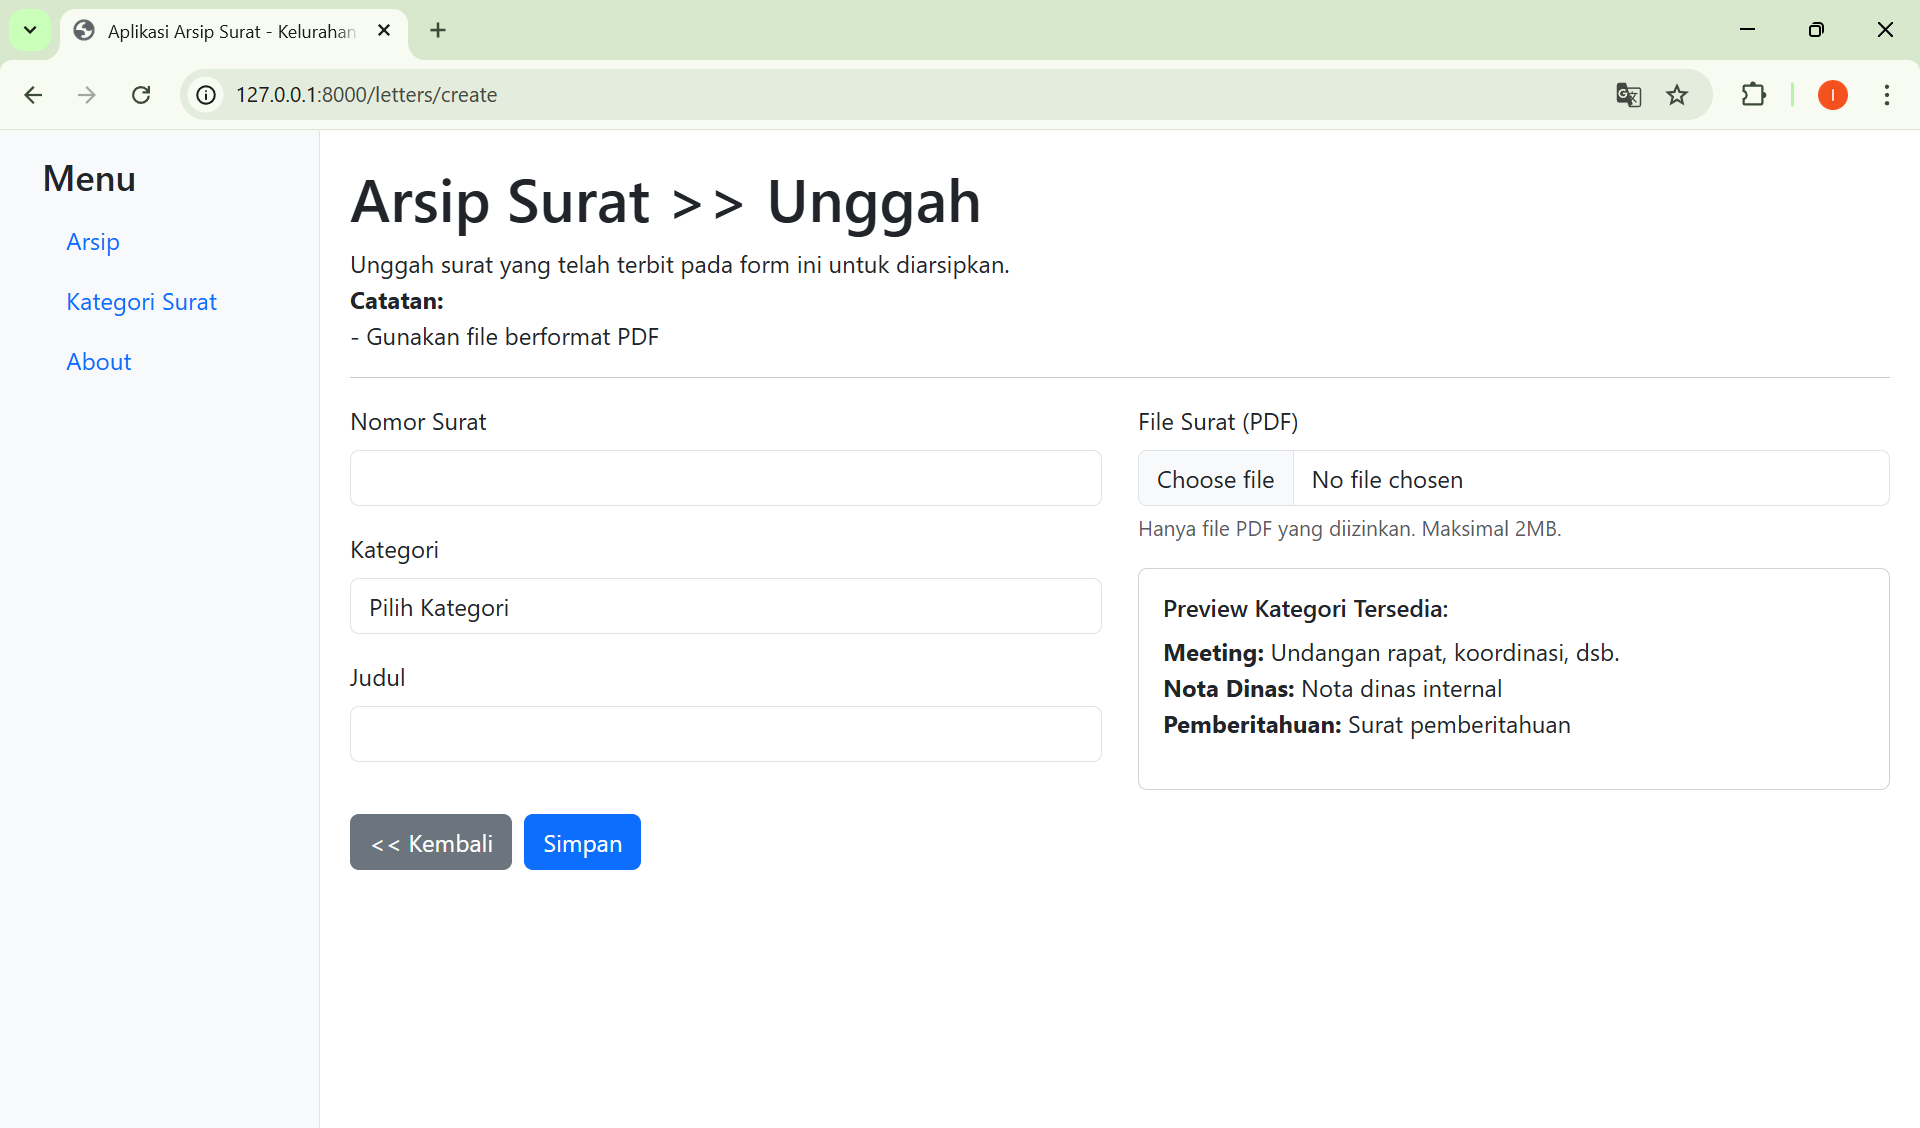 Aplikasi Arsip Surat - Kelurahan
127.0.0.1:8000/letters/create
I
Menu
Arsip
Kategori Surat
About
Arsip Surat >> Unggah
Unggah surat yang telah terbit pada form ini untuk diarsipkan.
Catatan:
- Gunakan file berformat PDF
Nomor Surat
Kategori
Pilih Kategori
Judul
File Surat (PDF)
Choose file No file chosen
Hanya file PDF yang diizinkan. Maksimal 2MB.
Preview Kategori Tersedia:
Meeting: Undangan rapat, koordinasi, dsb.
Nota Dinas: Nota dinas internal
Pemberitahuan: Surat pemberitahuan
<< Kembali
Simpan